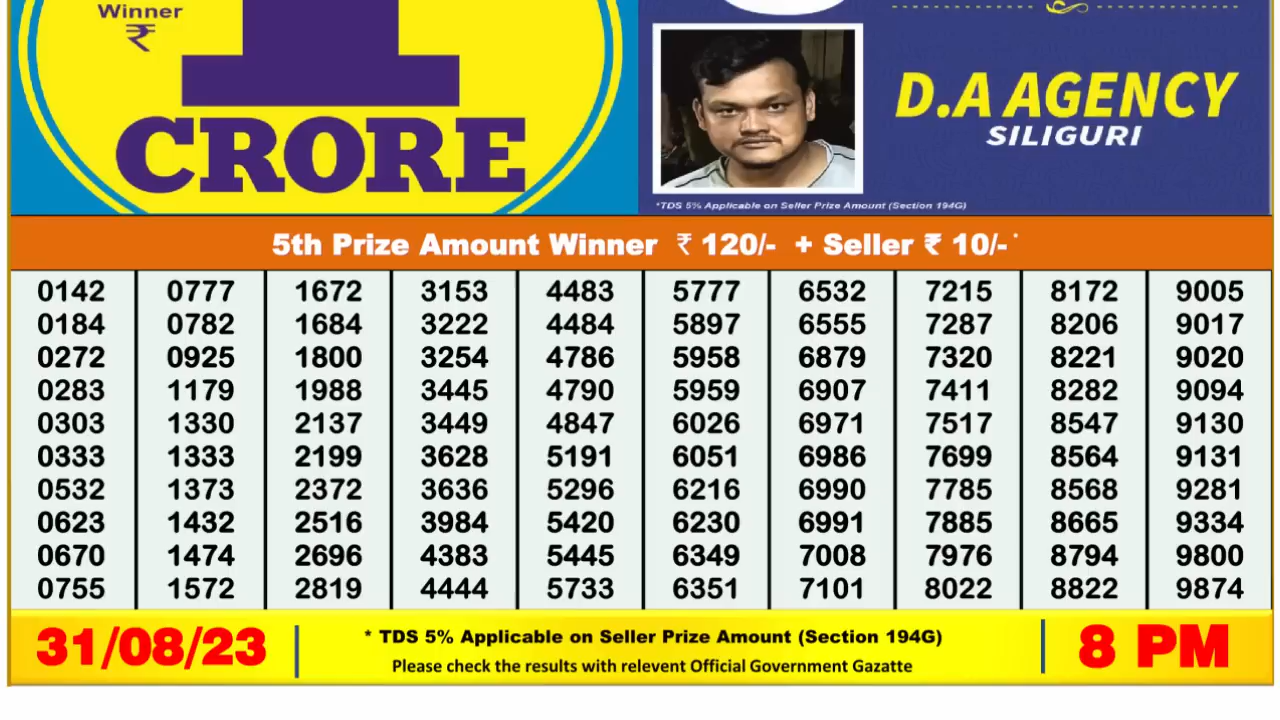 Winner
₹
1
CRORE
D.A AGENCY
SILIGURI
*TDS 5% Applicable on Seller Prize Amount (Section 194G)
5th Prize Amount Winner ₹ 120/- + Seller ₹ 10/- *
0142 0777 1672 3153 4483 5777 6532 7215 8172 9005
0184 0782 1684 3222 4484 5897 6555 7287 8206 9017
0272 0925 1800 3254 4786 5958 6879 7320 8221 9020
0283 1179 1988 3445 4790 5959 6907 7411 8282 9094
0303 1330 2137 3449 4847 6026 6971 7517 8547 9130
0333 1333 2199 3628 5191 6051 6986 7699 8564 9131
0532 1373 2372 3636 5296 6216 6990 7785 8568 9281
0623 1432 2516 3984 5420 6230 6991 7885 8665 9334
0670 1474 2696 4383 5445 6349 7008 7976 8794 9800
0755 1572 2819 4444 5733 6351 7101 8022 8822 9874
31/08/23
* TDS 5% Applicable on Seller Prize Amount (Section 194G)
Please check the results with relevent Official Government Gazatte
8 PM